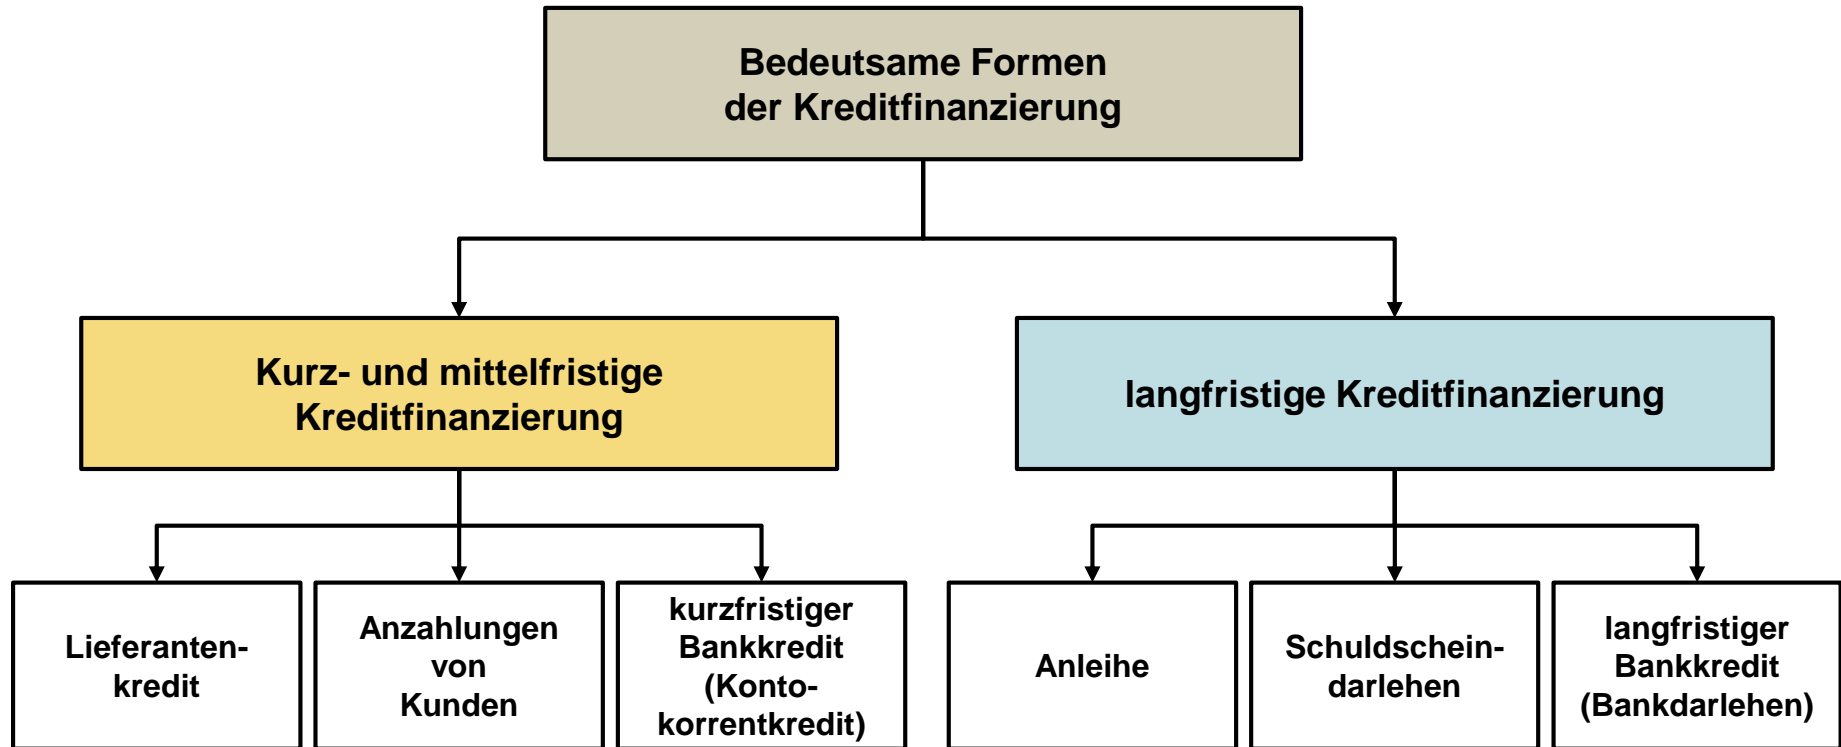 Bedeutsame Formen
der Kreditfinanzierung
Kurz- und mittelfristige
Kreditfinanzierung
langfristige Kreditfinanzierung
Lieferanten-
kredit
Anzahlungen
von
Kunden
kurzfristiger
Bankkredit
(Konto-
korrentkredit)
Anleihe
Schuldschein-
darlehen
langfristiger
Bankkredit
(Bankdarlehen)